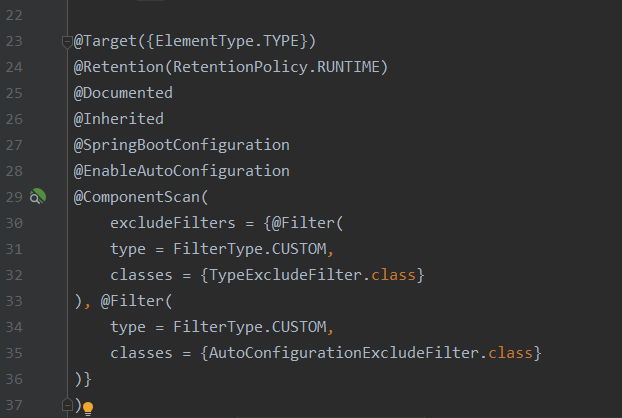 22
23 @Target({ElementType.TYPE})
24 @Retention(RetentionPolicy.RUNTIME)
25 @Documented
26 @Inherited
27 @SpringBootConfiguration
28 @EnableAutoConfiguration
29 @ComponentScan(
30     excludeFilters = {@Filter(
31     type = FilterType.CUSTOM,
32     classes = {TypeExcludeFilter.class}
33 ), @Filter(
34     type = FilterType.CUSTOM,
35     classes = {AutoConfigurationExcludeFilter.class}
36 )}
37 )